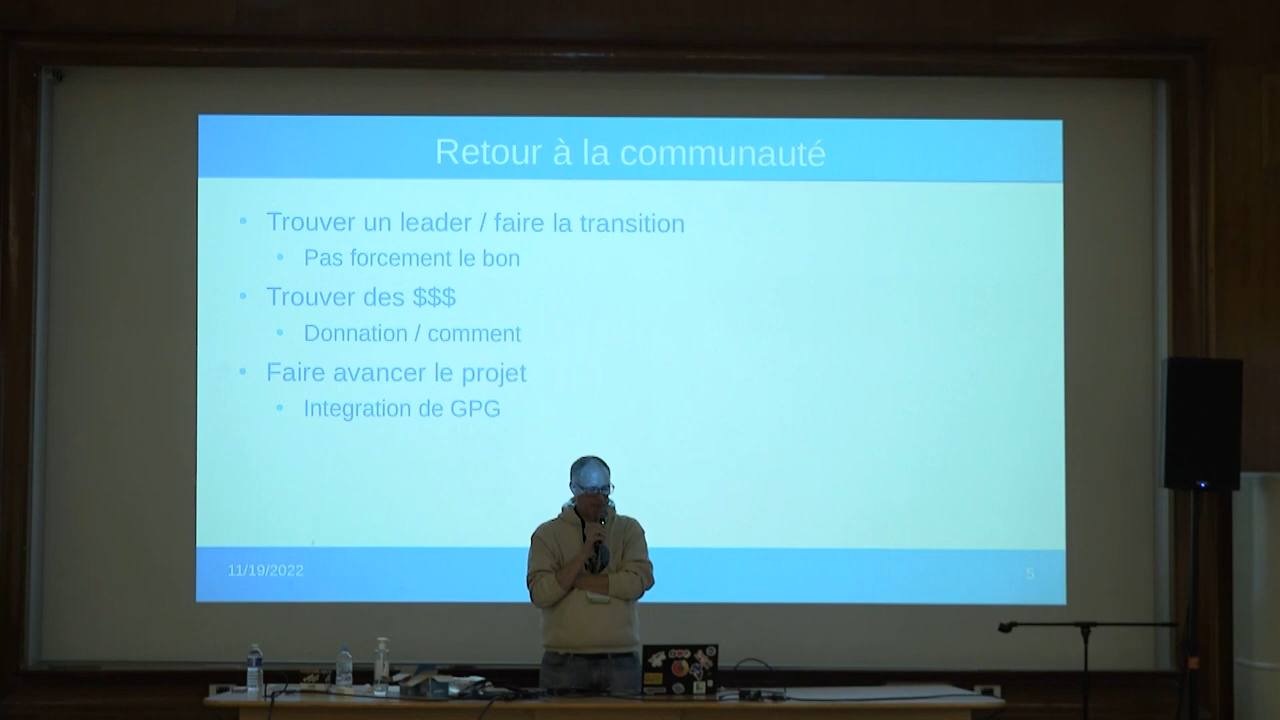 Retour à la communauté
• Trouver un leader / faire la transition
• Pas forcement le bon
• Trouver des $$$
• Donnation / comment
• Faire avancer le projet
• Integration de GPG
11/19/2022
5